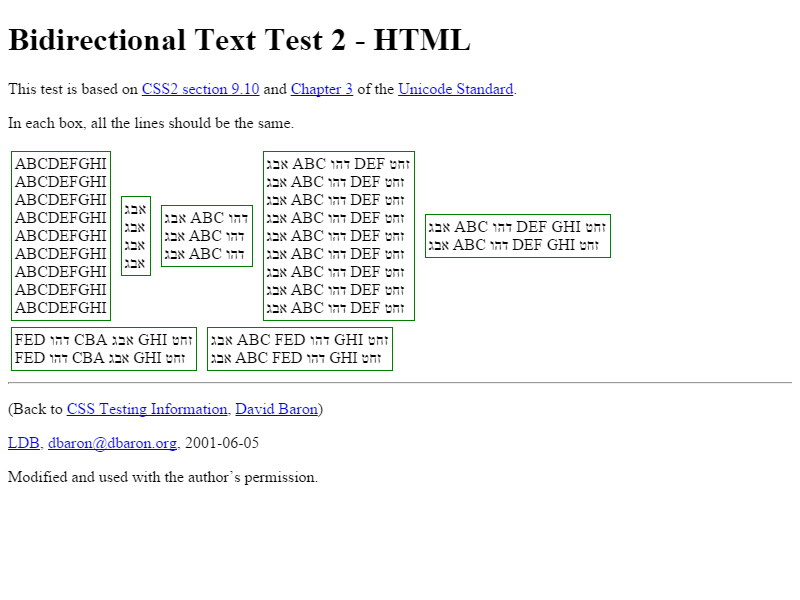 Bidirectional Text Test 2 - HTML
This test is based on CSS2 section 9.10 and Chapter 3 of the Unicode Standard.
In each box, all the lines should be the same.
ABCDEFGHI
ABCDEFGHI
ABCDEFGHI
ABCDEFGHI
ABCDEFGHI
ABCDEFGHI
ABCDEFGHI
ABCDEFGHI
ABCDEFGHI
אבג
אבג
אבג
אבג
אבג ABC דהו
אבג ABC דהו
אבג ABC דהו
אבג ABC דהו DEF זחט
אבג ABC דהו DEF זחט
אבג ABC דהו DEF זחט
אבג ABC דהו DEF זחט
אבג ABC דהו DEF זחט
אבג ABC דהו DEF זחט
אבג ABC דהו DEF זחט
אבג ABC דהו DEF זחט
אבג ABC דהו DEF זחט
אבג ABC דהו DEF GHI זחט
אבג ABC דהו DEF GHI זחט
FED דהו CBA אבג GHI זחט
FED דהו CBA אבג GHI זחט
אבג ABC FED דהו GHI זחט
אבג ABC FED דהו GHI זחט
(Back to CSS Testing Information, David Baron)
LDB, dbaron@dbaron.org, 2001-06-05
Modified and used with the author’s permission.